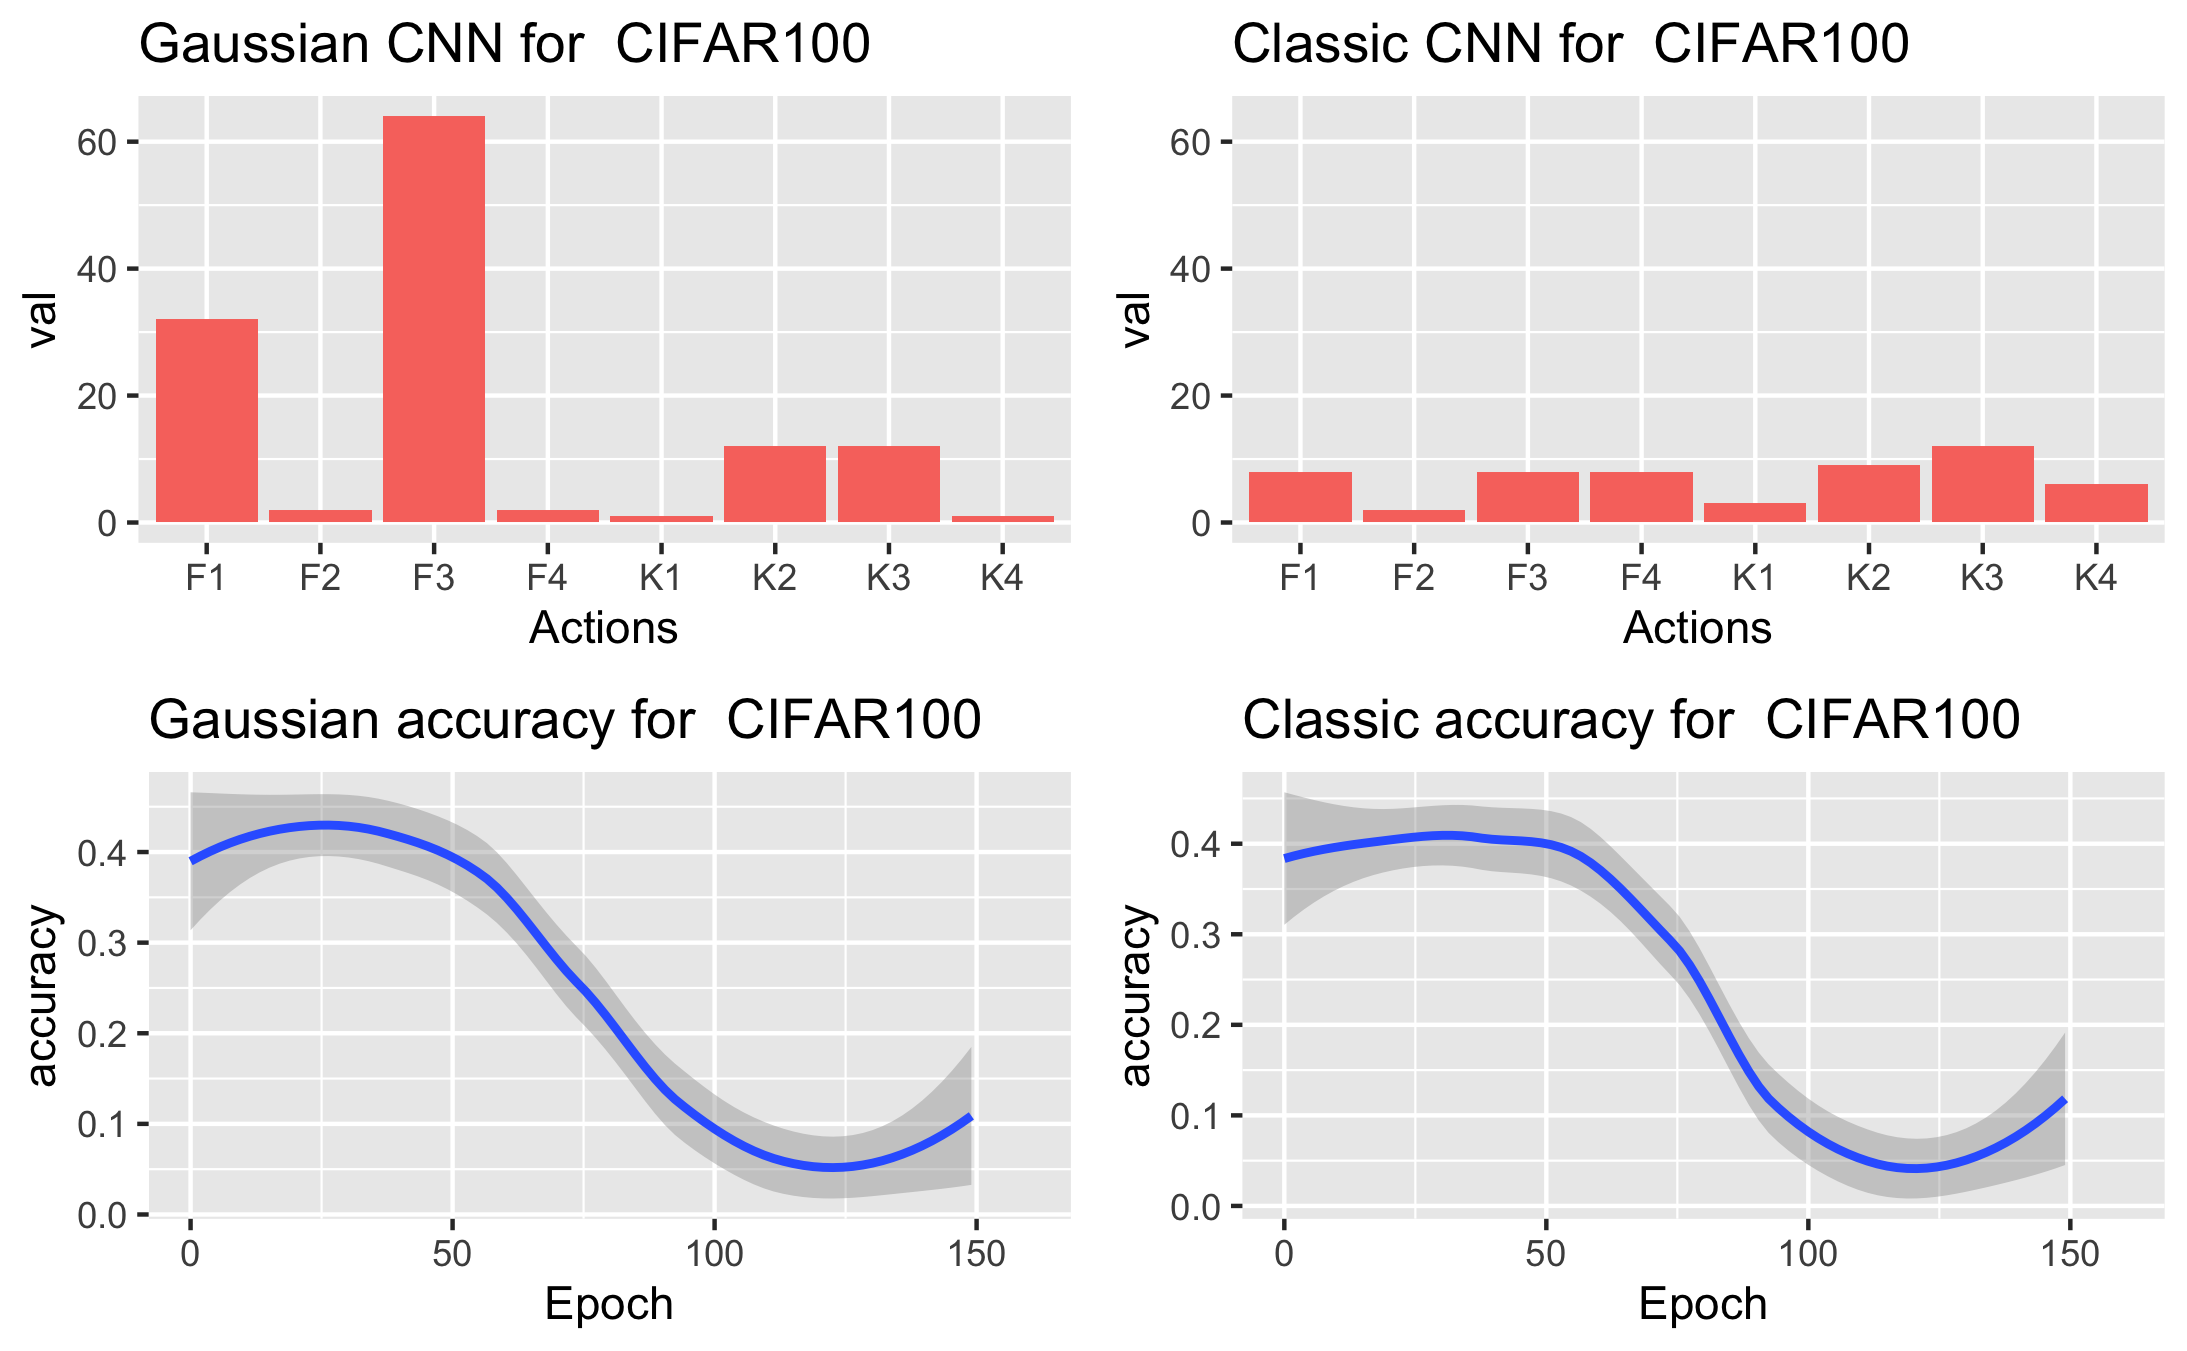 Gaussian CNN for  CIFAR100
60
40
20
0
val
F1 F2 F3 F4 K1 K2 K3 K4
Actions
Classic CNN for  CIFAR100
60
40
20
0
val
F1 F2 F3 F4 K1 K2 K3 K4
Actions
Gaussian accuracy for  CIFAR100
0.4
0.3
0.2
0.1
0.0
accuracy
0 50 100 150
Epoch
Classic accuracy for  CIFAR100
0.4
0.3
0.2
0.1
0.0
accuracy
0 50 100 150
Epoch